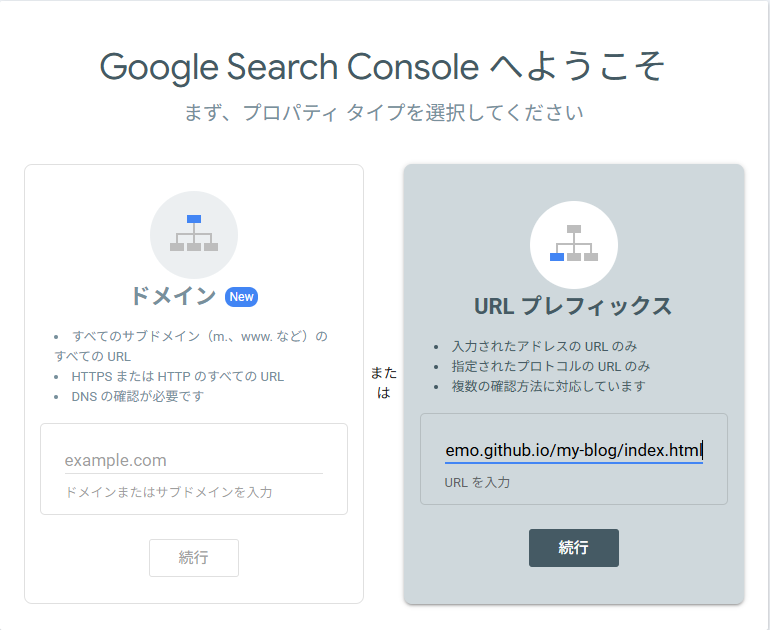 Google Search Console へようこそ
まず、プロパティ タイプを選択してください
ドメイン New
• すべてのサブドメイン（m.、www. など）の
すべての URL
• HTTPS または HTTP のすべての URL
• DNS の確認が必要です
example.com
ドメインまたはサブドメインを入力
続行
また
は
URL プレフィックス
• 入力されたアドレスの URL のみ
• 指定されたプロトコルの URL のみ
• 複数の確認方法に対応しています
emo.github.io/my-blog/index.html
URL を入力
続行